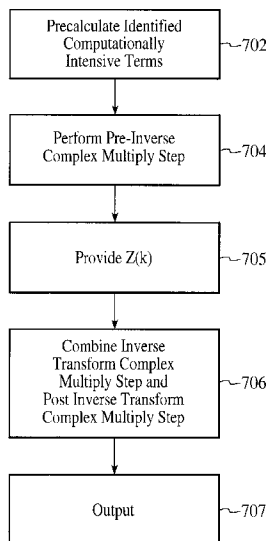 Precalculate Identified
Computationally
Intensive Terms
702
Perform Pre-Inverse
Complex Multiply Step
704
Provide Z(k)
705
Combine Inverse
Transform Complex
Multiply Step and
Post Inverse Transform
Complex Multiply Step
706
Output
707